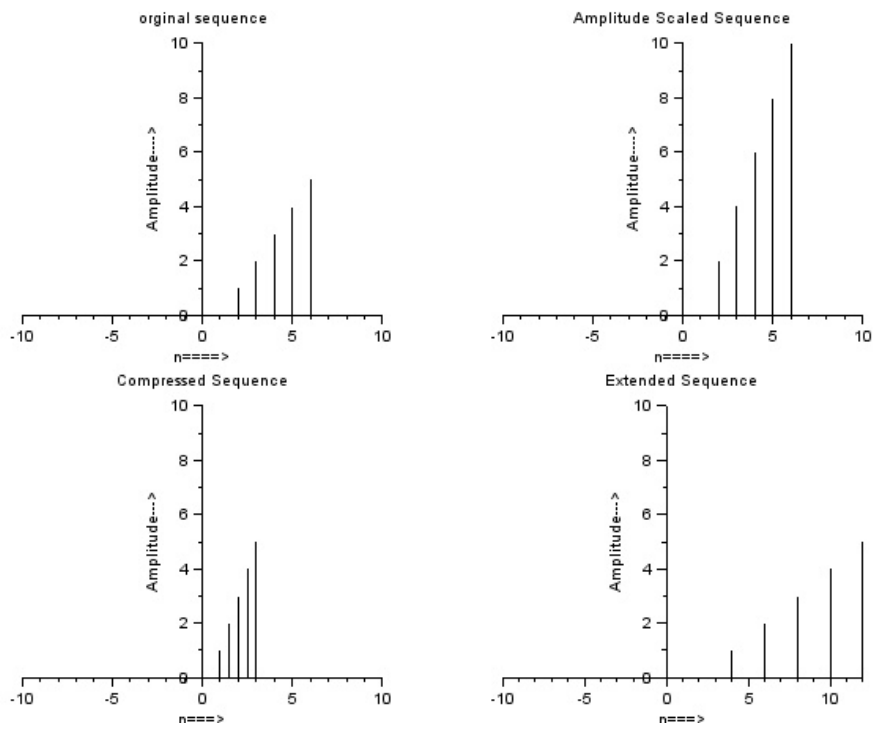 orginal sequence
10
8
6
4
2
0
Amplitude---->
-10 -5 0 5 10
n====>
Amplitude Scaled Sequence
10
8
6
4
2
0
Amplitdue---->
-10 -5 0 5 10
n====>
Compressed Sequence
10
8
6
4
2
0
Amplitude--->
-10 -5 0 5 10
n===>
Extended Sequence
10
8
6
4
2
0
Amplitude--->
-10 -5 0 5 10
n===>